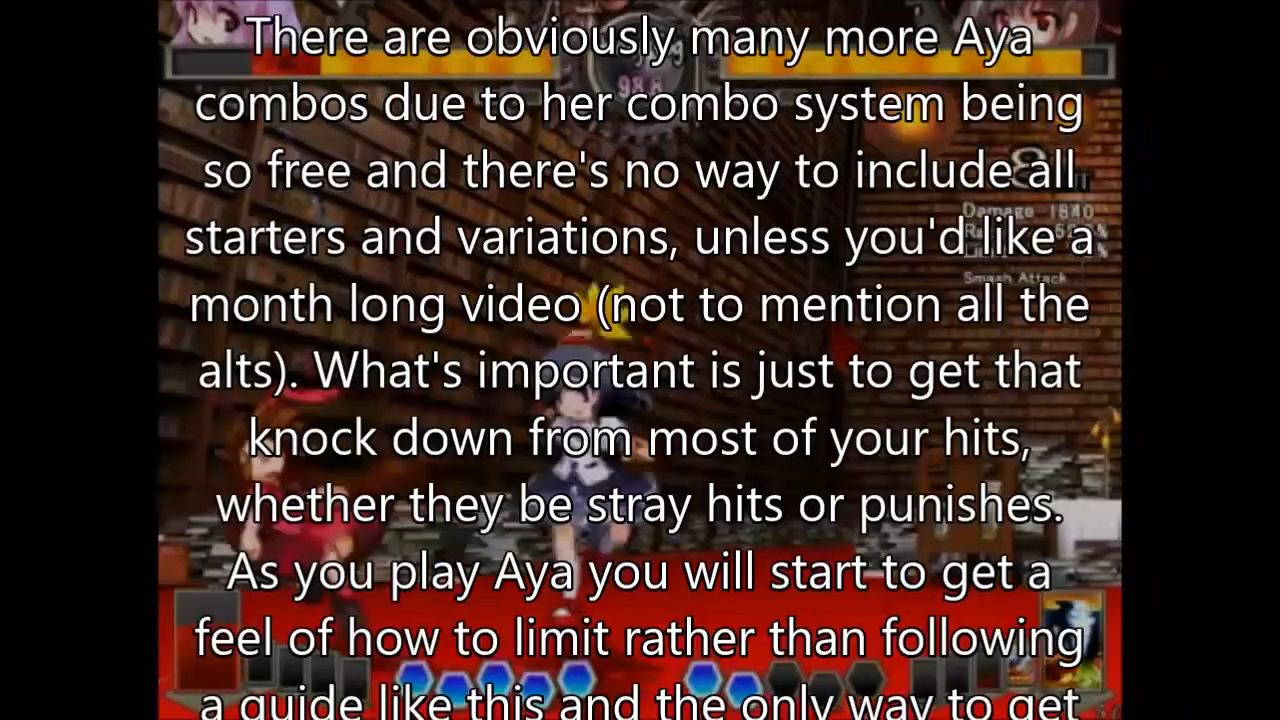 There are obviously many more Aya
combos due to her combo system being
so free and there's no way to include all
starters and variations, unless you'd like a
month long video (not to mention all the
alts). What's important is just to get that
knock down from most of your hits,
whether they be stray hits or punishes.
As you play Aya you will start to get a
feel of how to limit rather than following
a guide like this and the only way to get
Damage 1840
Smash Attack